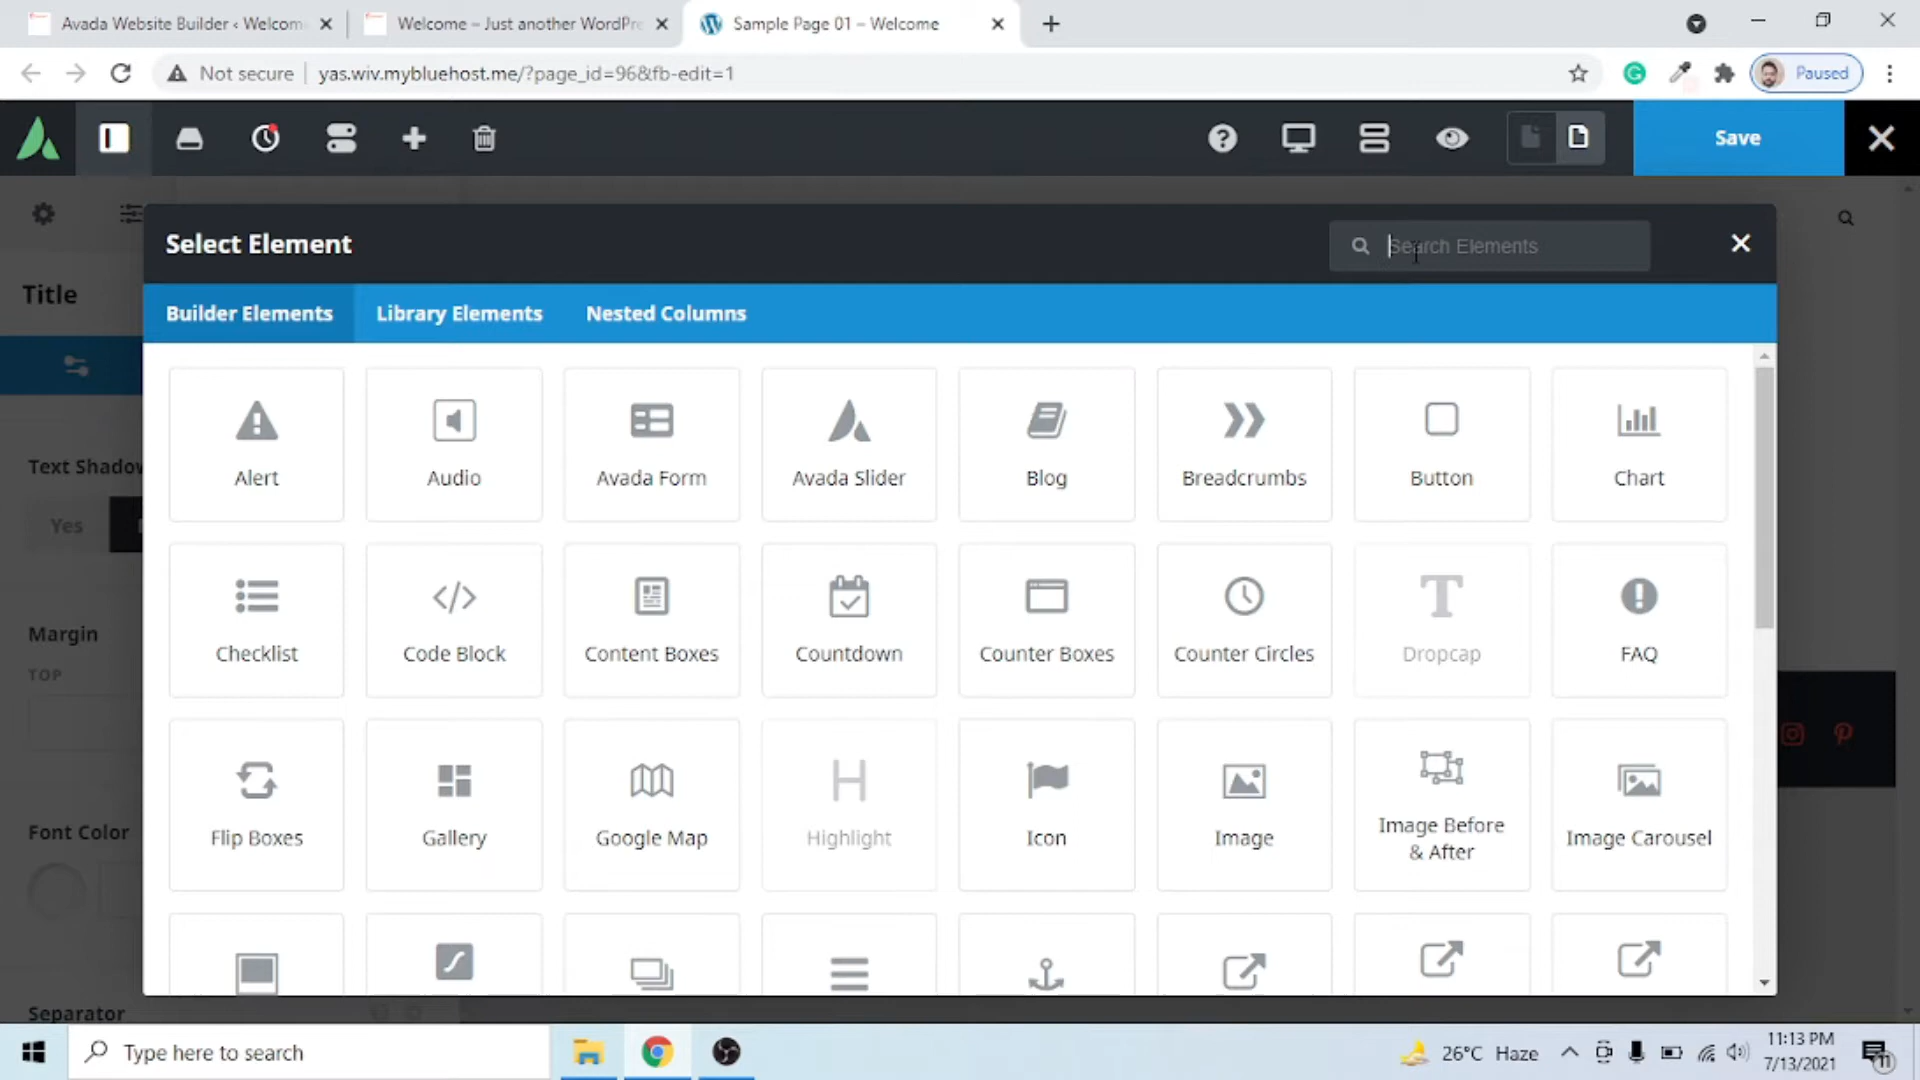 Avada Website Builder ‹ Welcom
Welcome – Just another WordPre
Sample Page 01 – Welcome
Not secure
yas.wiv.mybluehost.me/?page_id=96&fb-edit=1
Paused
Save
Select Element
Search Elements
Builder Elements
Library Elements
Nested Columns
Title
Text Shadow
Yes
Margin
TOP
Font Color
Separator
Alert
Audio
Avada Form
Avada Slider
Blog
Breadcrumbs
Button
Chart
Checklist
Code Block
Content Boxes
Countdown
Counter Boxes
Counter Circles
Dropcap
FAQ
Flip Boxes
Gallery
Google Map
Highlight
Icon
Image
Image Before
& After
Image Carousel
Type here to search
26°C Haze
11:13 PM
7/13/2021
11